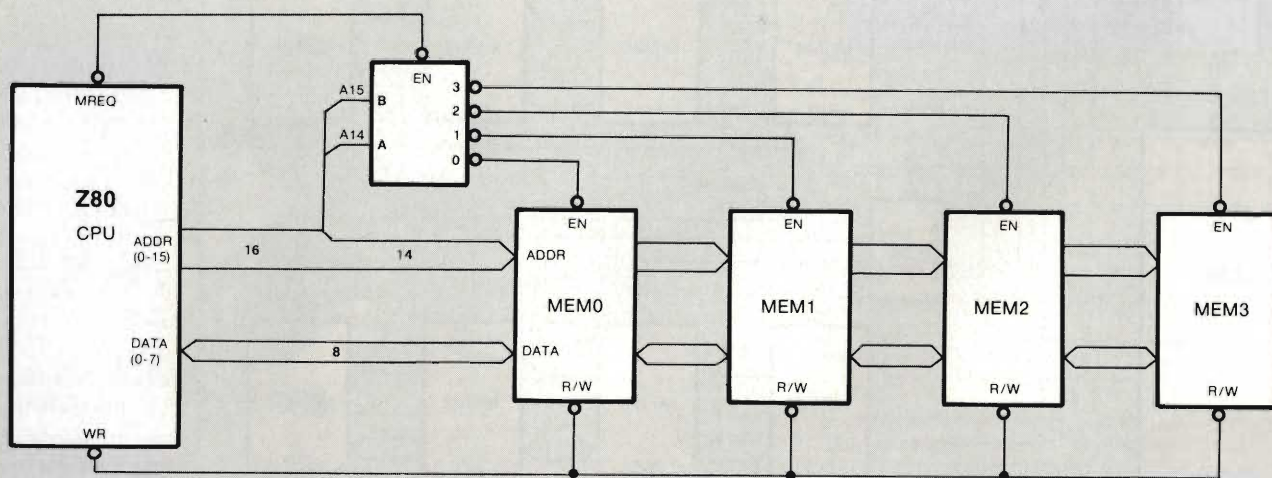 MREQ
Z80
CPU
ADDR
(0-15)
DATA
(0-7)
WR
A15
A14
EN
B
A
3
2
1
0
16
14
8
EN
ADDR
MEM0
DATA
R/W
EN
MEM1
R/W
EN
MEM2
R/W
EN
MEM3
R/W